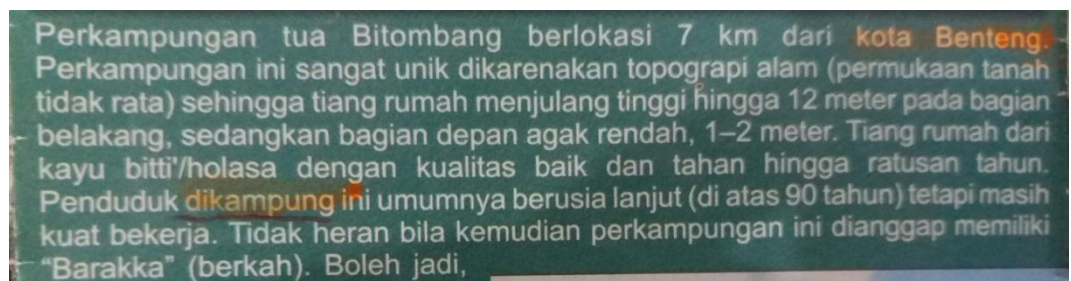 Perkampungan tua Bitombang berlokasi 7 km dari kota Benteng.
Perkampungan ini sangat unik dikarenakan topograpi alam (permukaan tanah
tidak rata) sehingga tiang rumah menjulang tinggi hingga 12 meter pada bagian
belakang, sedangkan bagian depan agak rendah, 1–2 meter. Tiang rumah dari
kayu bitti'/holasa dengan kualitas baik dan tahan hingga ratusan tahun.
Penduduk dikampung ini umumnya berusia lanjut (di atas 90 tahun) tetapi masih
kuat bekerja. Tidak heran bila kemudian perkampungan ini dianggap memiliki
“Barakka” (berkah). Boleh jadi,